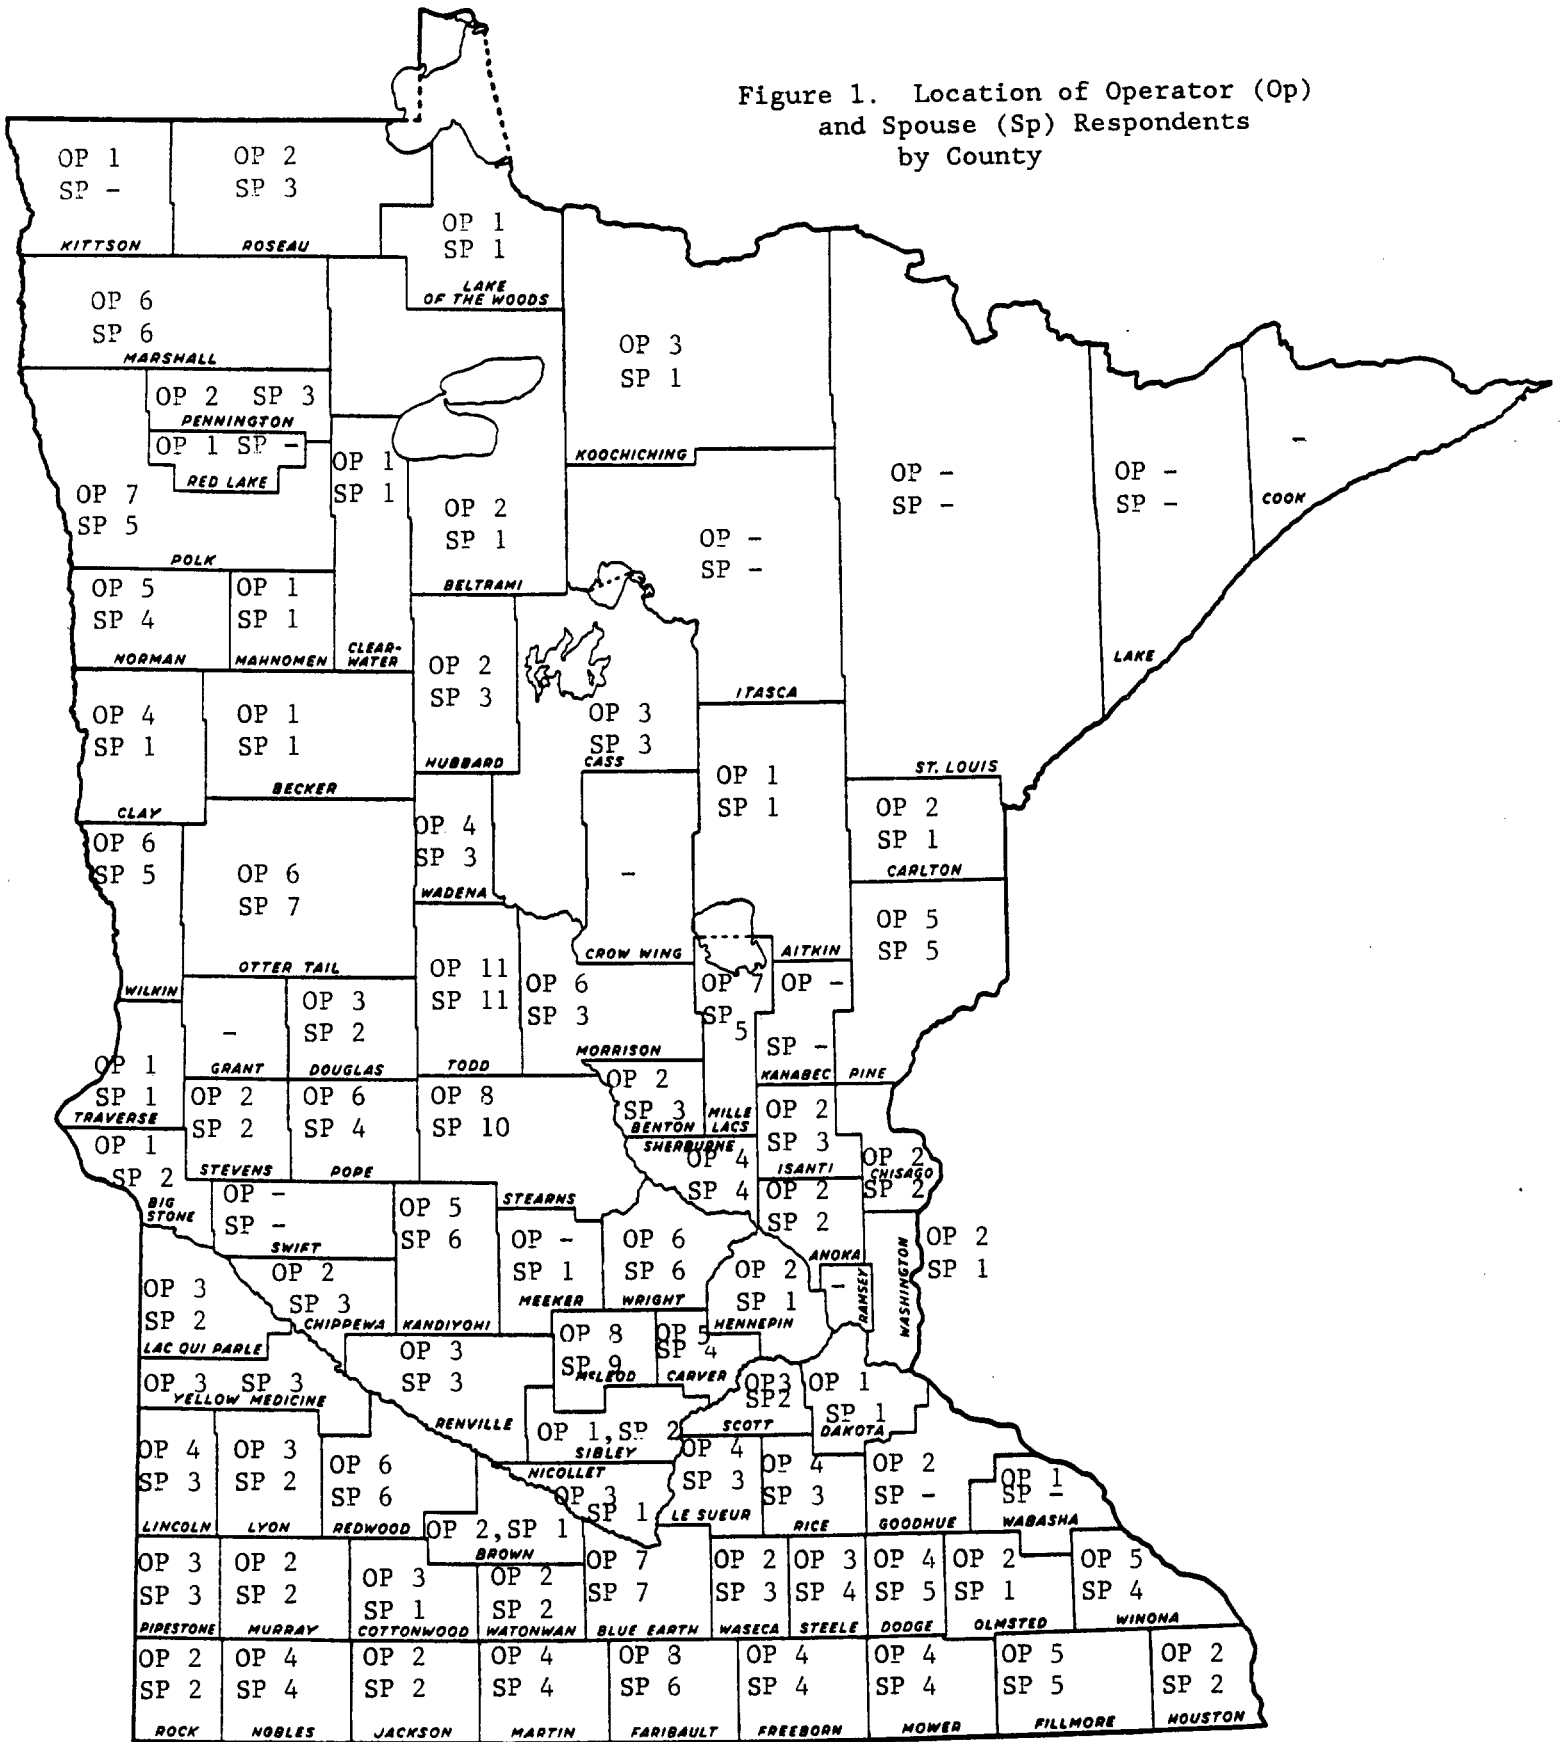 Figure 1. Location of Operator (Op)
and Spouse (Sp) Respondents
by County
OP 1
SP -
KITTSON
OP 2
SP 3
ROSEAU
OP 1
SP 1
LAKE
OF THE WOODS
OP 6
SP 6
MARSHALL
OP 3
SP 1
KOOCHICHING
OP 2 SP 3
PENNINGTON
OP 1 SP -
RED LAKE
OP 7
SP 5
POLK
OP 1
SP 1
CLEAR-
WATER
OP 2
SP 1
BELTRAMI
OP -
SP -
ITASCA
OP -
SP -
ST. LOUIS
OP -
SP -
LAKE
-
COOK
OP 5
SP 4
NORMAN
OP 1
SP 1
MAHNOMEN
OP 2
SP 3
HUBBARD
OP 3
SP 3
CASS
OP 4
SP 1
CLAY
OP 1
SP 1
BECKER
OP 1
SP 1
AITKIN
OP 2
SP 1
CARLTON
OP 6
SP 5
WILKIN
OP 6
SP 7
OTTER TAIL
OP 4
SP 3
WADENA
-
CROW WING
OP 5
SP 5
PINE
OP 11
SP 11
TODD
OP 6
SP 3
MORRISON
OP 7
SP 5
MILLE
LACS
OP -
SP -
KANABEC
-
GRANT
OP 3
SP 2
DOUGLAS
OP 1
SP 1
TRAVERSE
OP 2
SP 2
STEVENS
OP 6
SP 4
POPE
OP 8
SP 10
STEARNS
OP 2
SP 3
BENTON
OP 4
SP 4
SHERBURNE
OP 2
SP 3
ISANTI
OP 2
SP 2
CHISAGO
OP 1
SP 2
BIG
STONE
OP -
SP -
SWIFT
OP 5
SP 6
KANDIYOHI
OP -
SP 1
MEEKER
OP 6
SP 6
WRIGHT
OP 2
SP 2
ANOKA
OP 2
SP 1
HENNEPIN
-
RAMSEY
OP 2
SP 1
WASHINGTON
OP 3
SP 2
LAC QUI PARLE
OP 2
SP 3
CHIPPEWA
OP 3
SP 3
RENVILLE
OP 8
SP 9
McLEOD
OP 5
SP 4
CARVER
OP 3 SP 3
YELLOW MEDICINE
OP 1, SP 2
SIBLEY
OP3
SP2
SCOTT
OP 1
SP 1
DAKOTA
OP 4
SP 3
LINCOLN
OP 3
SP 2
LYON
OP 6
SP 6
REDWOOD
OP 2, SP 1
BROWN
NICOLLET
OP 3
SP 1
OP 4
SP 3
LE SUEUR
OP 4
SP 3
RICE
OP 2
SP -
GOODHUE
OP 1
SP -
WABASHA
OP 3
SP 3
PIPESTONE
OP 2
SP 2
MURRAY
OP 3
SP 1
COTTONWOOD
OP 2
SP 2
WATONWAN
OP 7
SP 7
BLUE EARTH
OP 2
SP 3
WASECA
OP 3
SP 4
STEELE
OP 4
SP 5
DODGE
OP 2
SP 1
OLMSTED
OP 5
SP 4
WINONA
OP 2
SP 2
ROCK
OP 4
SP 4
NOBLES
OP 2
SP 2
JACKSON
OP 4
SP 4
MARTIN
OP 8
SP 6
FARIBAULT
OP 4
SP 4
FREEBORN
OP 4
SP 4
MOWER
OP 5
SP 5
FILLMORE
OP 2
SP 2
HOUSTON